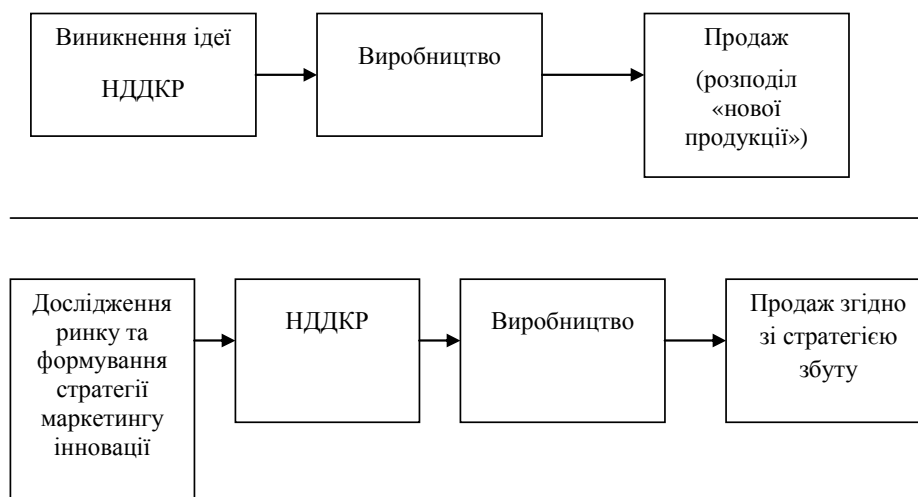 Виникнення ідеї
НДДКР
Виробництво
Продаж
(розподіл
«нової
продукції»)
Дослідження
ринку та
формування
стратегії
маркетингу
інновації
НДДКР
Виробництво
Продаж згідно
зі стратегією
збуту